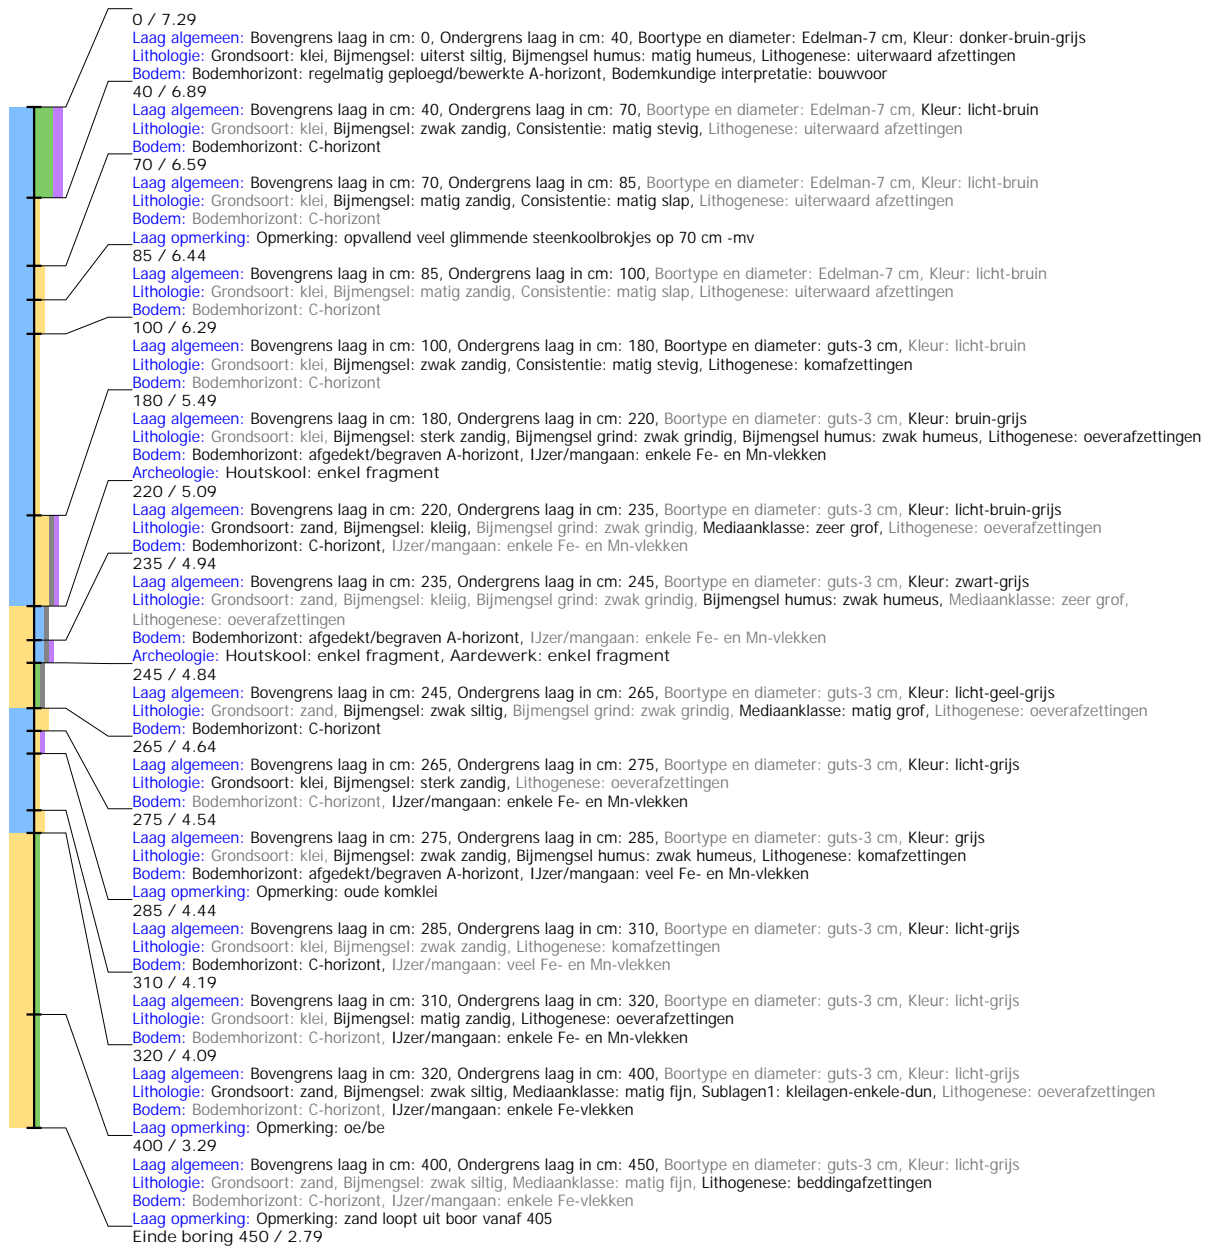 0 / 7.29
Laag algemeen: Bovengrens laag in cm: 0, Ondergrens laag in cm: 40, Boortype en diameter: Edelman-7 cm, Kleur: donker-bruin-grijs
Lithologie: Grondsoort: klei, Bijmengsel: uiterst siltig, Bijmengsel humus: matig humeus, Lithogenese: uiterwaard afzettingen
Bodem: Bodemhorizont: regelmatig geploegd/bewerkte A-horizont, Bodemkundige interpretatie: bouwvoor
40 / 6.89
Laag algemeen: Bovengrens laag in cm: 40, Ondergrens laag in cm: 70, Boortype en diameter: Edelman-7 cm, Kleur: licht-bruin
Lithologie: Grondsoort: klei, Bijmengsel: zwak zandig, Consistentie: matig stevig, Lithogenese: uiterwaard afzettingen
Bodem: Bodemhorizont: C-horizont
70 / 6.59
Laag algemeen: Bovengrens laag in cm: 70, Ondergrens laag in cm: 85, Boortype en diameter: Edelman-7 cm, Kleur: licht-bruin
Lithologie: Grondsoort: klei, Bijmengsel: matig zandig, Consistentie: matig slap, Lithogenese: uiterwaard afzettingen
Bodem: Bodemhorizont: C-horizont
Laag opmerking: Opmerking: opvallend veel glimmende steenkoolbrokjes op 70 cm -mv
85 / 6.44
Laag algemeen: Bovengrens laag in cm: 85, Ondergrens laag in cm: 100, Boortype en diameter: Edelman-7 cm, Kleur: licht-bruin
Lithologie: Grondsoort: klei, Bijmengsel: matig zandig, Consistentie: matig slap, Lithogenese: uiterwaard afzettingen
Bodem: Bodemhorizont: C-horizont
100 / 6.29
Laag algemeen: Bovengrens laag in cm: 100, Ondergrens laag in cm: 180, Boortype en diameter: guts-3 cm, Kleur: licht-bruin
Lithologie: Grondsoort: klei, Bijmengsel: zwak zandig, Consistentie: matig stevig, Lithogenese: komafzettingen
Bodem: Bodemhorizont: C-horizont
180 / 5.49
Laag algemeen: Bovengrens laag in cm: 180, Ondergrens laag in cm: 220, Boortype en diameter: guts-3 cm, Kleur: bruin-grijs
Lithologie: Grondsoort: klei, Bijmengsel: sterk zandig, Bijmengsel grind: zwak grindig, Bijmengsel humus: zwak humeus, Lithogenese: oeverafzettingen
Bodem: Bodemhorizont: afgedekt/begraven A-horizont, IJzer/mangaan: enkele Fe- en Mn-vlekken
Archeologie: Houtskool: enkel fragment
220 / 5.09
Laag algemeen: Bovengrens laag in cm: 220, Ondergrens laag in cm: 235, Boortype en diameter: guts-3 cm, Kleur: licht-bruin-grijs
Lithologie: Grondsoort: zand, Bijmengsel: kleiig, Bijmengsel grind: zwak grindig, Mediaanklasse: zeer grof, Lithogenese: oeverafzettingen
Bodem: Bodemhorizont: C-horizont, IJzer/mangaan: enkele Fe- en Mn-vlekken
235 / 4.94
Laag algemeen: Bovengrens laag in cm: 235, Ondergrens laag in cm: 245, Boortype en diameter: guts-3 cm, Kleur: zwart-grijs
Lithologie: Grondsoort: zand, Bijmengsel: kleiig, Bijmengsel grind: zwak grindig, Bijmengsel humus: zwak humeus, Mediaanklasse: zeer grof,
Lithogenese: oeverafzettingen
Bodem: Bodemhorizont: afgedekt/begraven A-horizont, IJzer/mangaan: enkele Fe- en Mn-vlekken
Archeologie: Houtskool: enkel fragment, Aardewerk: enkel fragment
245 / 4.84
Laag algemeen: Bovengrens laag in cm: 245, Ondergrens laag in cm: 265, Boortype en diameter: guts-3 cm, Kleur: licht-geel-grijs
Lithologie: Grondsoort: zand, Bijmengsel: zwak siltig, Bijmengsel grind: zwak grindig, Mediaanklasse: matig grof, Lithogenese: oeverafzettingen
Bodem: Bodemhorizont: C-horizont
265 / 4.64
Laag algemeen: Bovengrens laag in cm: 265, Ondergrens laag in cm: 275, Boortype en diameter: guts-3 cm, Kleur: licht-grijs
Lithologie: Grondsoort: klei, Bijmengsel: sterk zandig, Lithogenese: oeverafzettingen
Bodem: Bodemhorizont: C-horizont, IJzer/mangaan: enkele Fe- en Mn-vlekken
275 / 4.54
Laag algemeen: Bovengrens laag in cm: 275, Ondergrens laag in cm: 285, Boortype en diameter: guts-3 cm, Kleur: grijs
Lithologie: Grondsoort: klei, Bijmengsel: zwak zandig, Bijmengsel humus: zwak humeus, Lithogenese: komafzettingen
Bodem: Bodemhorizont: afgedekt/begraven A-horizont, IJzer/mangaan: veel Fe- en Mn-vlekken
Laag opmerking: Opmerking: oude komklei
285 / 4.44
Laag algemeen: Bovengrens laag in cm: 285, Ondergrens laag in cm: 310, Boortype en diameter: guts-3 cm, Kleur: licht-grijs
Lithologie: Grondsoort: klei, Bijmengsel: zwak zandig, Lithogenese: komafzettingen
Bodem: Bodemhorizont: C-horizont, IJzer/mangaan: veel Fe- en Mn-vlekken
310 / 4.19
Laag algemeen: Bovengrens laag in cm: 310, Ondergrens laag in cm: 320, Boortype en diameter: guts-3 cm, Kleur: licht-grijs
Lithologie: Grondsoort: klei, Bijmengsel: matig zandig, Lithogenese: oeverafzettingen
Bodem: Bodemhorizont: C-horizont, IJzer/mangaan: enkele Fe- en Mn-vlekken
320 / 4.09
Laag algemeen: Bovengrens laag in cm: 320, Ondergrens laag in cm: 400, Boortype en diameter: guts-3 cm, Kleur: licht-grijs
Lithologie: Grondsoort: zand, Bijmengsel: zwak siltig, Mediaanklasse: matig fijn, Sublagen1: kleilagen-enkele-dun, Lithogenese: oeverafzettingen
Bodem: Bodemhorizont: C-horizont, IJzer/mangaan: enkele Fe-vlekken
Laag opmerking: Opmerking: oe/be
400 / 3.29
Laag algemeen: Bovengrens laag in cm: 400, Ondergrens laag in cm: 450, Boortype en diameter: guts-3 cm, Kleur: licht-grijs
Lithologie: Grondsoort: zand, Bijmengsel: zwak siltig, Mediaanklasse: matig fijn, Lithogenese: beddingafzettingen
Bodem: Bodemhorizont: C-horizont, IJzer/mangaan: enkele Fe-vlekken
Laag opmerking: Opmerking: zand loopt uit boor vanaf 405
Einde boring 450 / 2.79